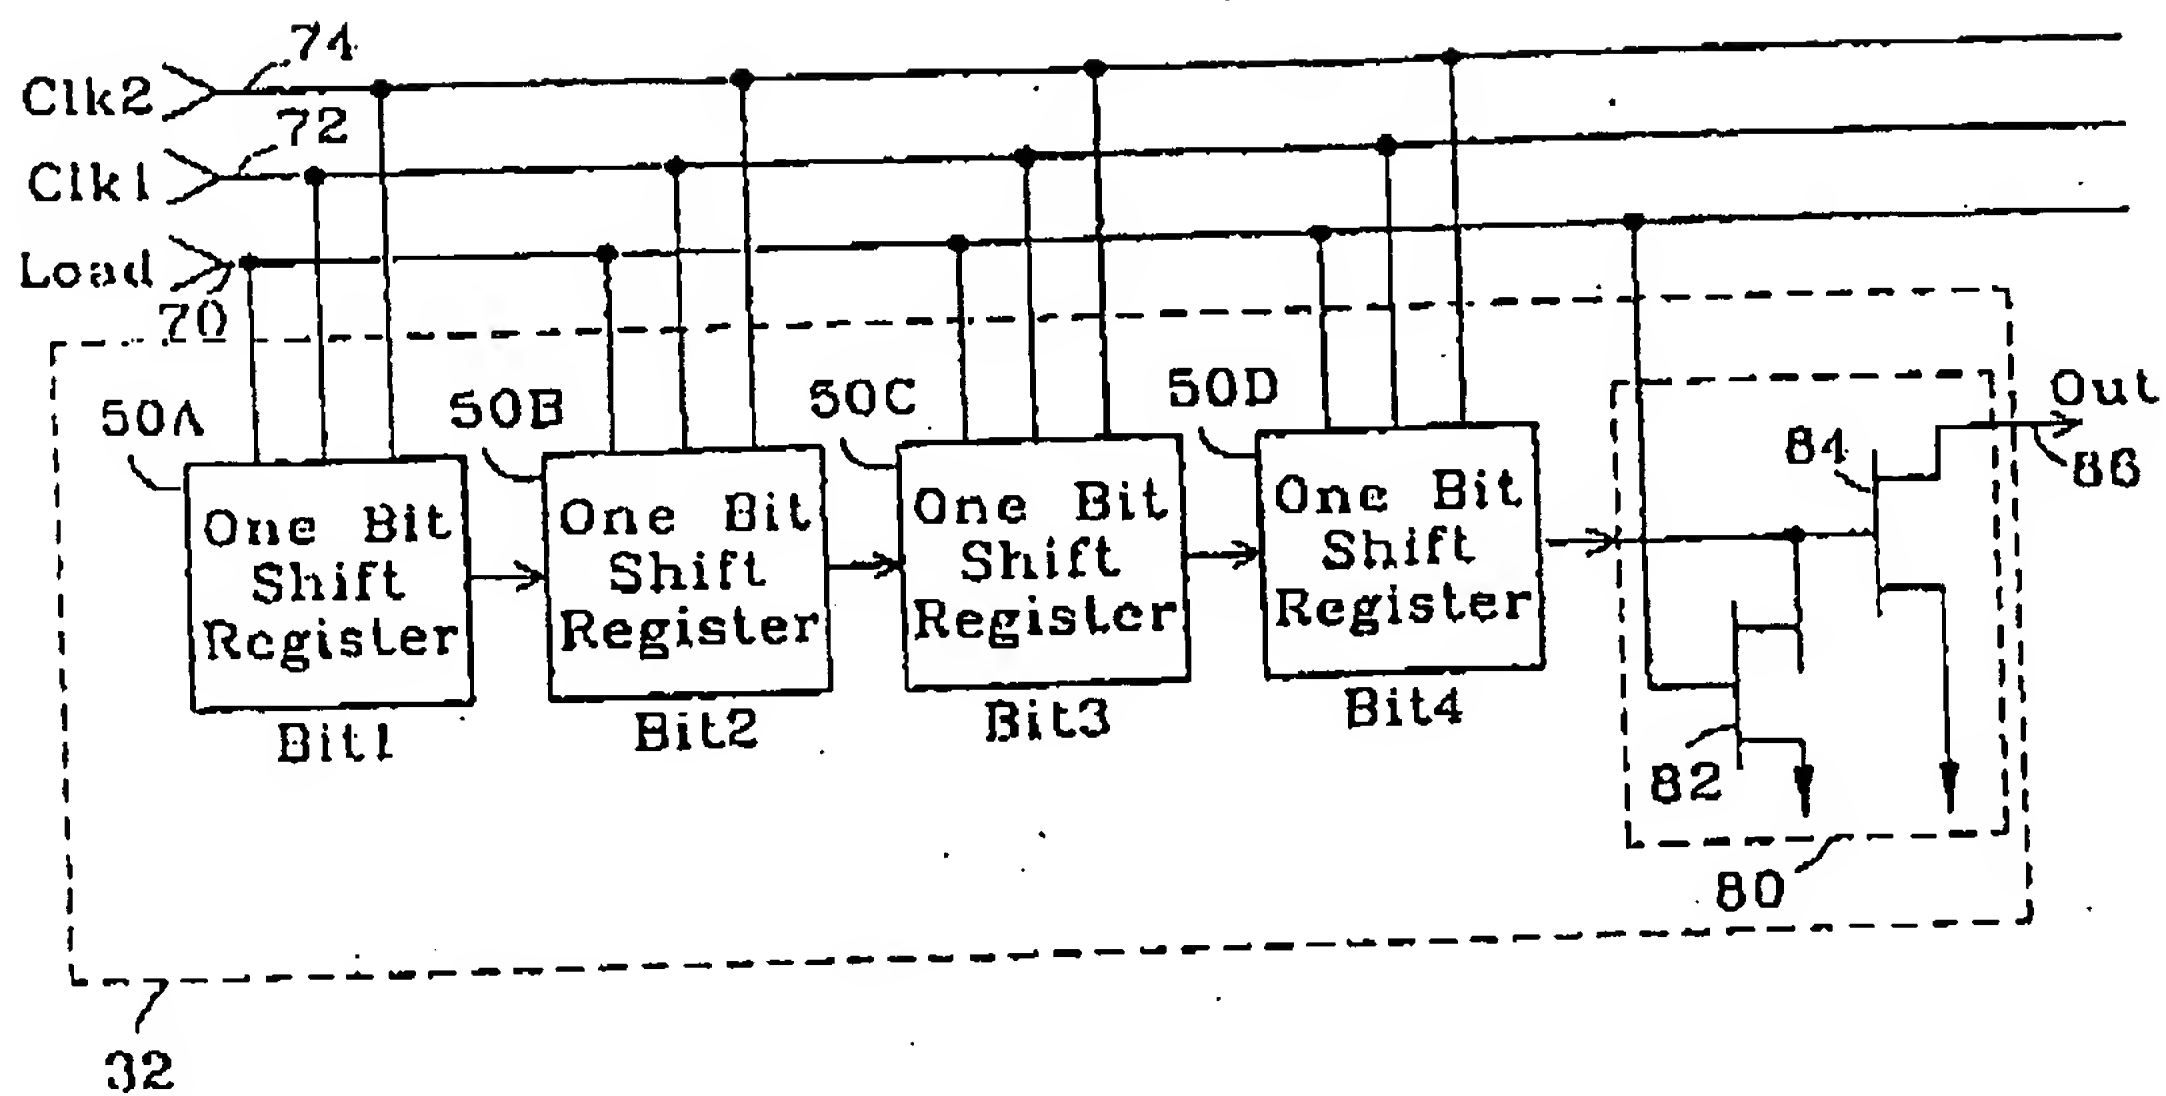 74
Clk2
72
Clk1
Load
70
50A
50B
50C
50D
Out
84
86
One Bit
Shift
Register
One Bit
Shift
Register
One Bit
Shift
Register
One Bit
Shift
Register
Bit1
Bit2
Bit3
Bit4
82
80
32